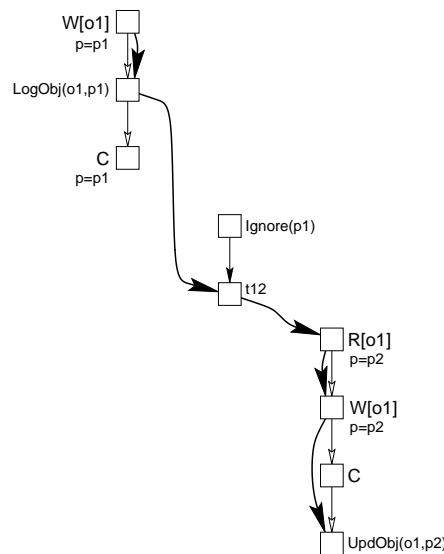 W[o1]
p=p1
LogObj(o1,p1)
C
p=p1
Ignore(p1)
t12
R[o1]
p=p2
W[o1]
p=p2
C
UpdObj(o1,p2)